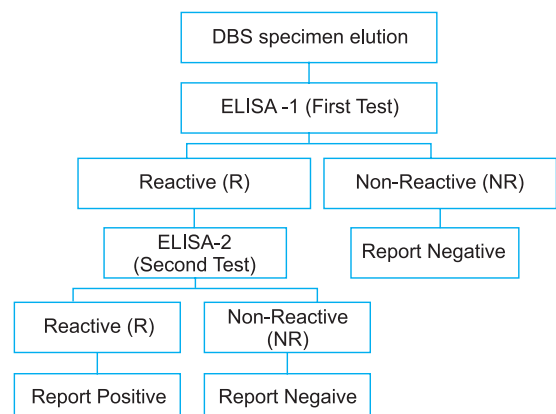 DBS specimen elution
ELISA -1 (First Test)
Reactive (R)
Non-Reactive (NR)
ELISA-2
(Second Test)
Report Negative
Reactive (R)
Non-Reactive
(NR)
Report Positive
Report Negaive